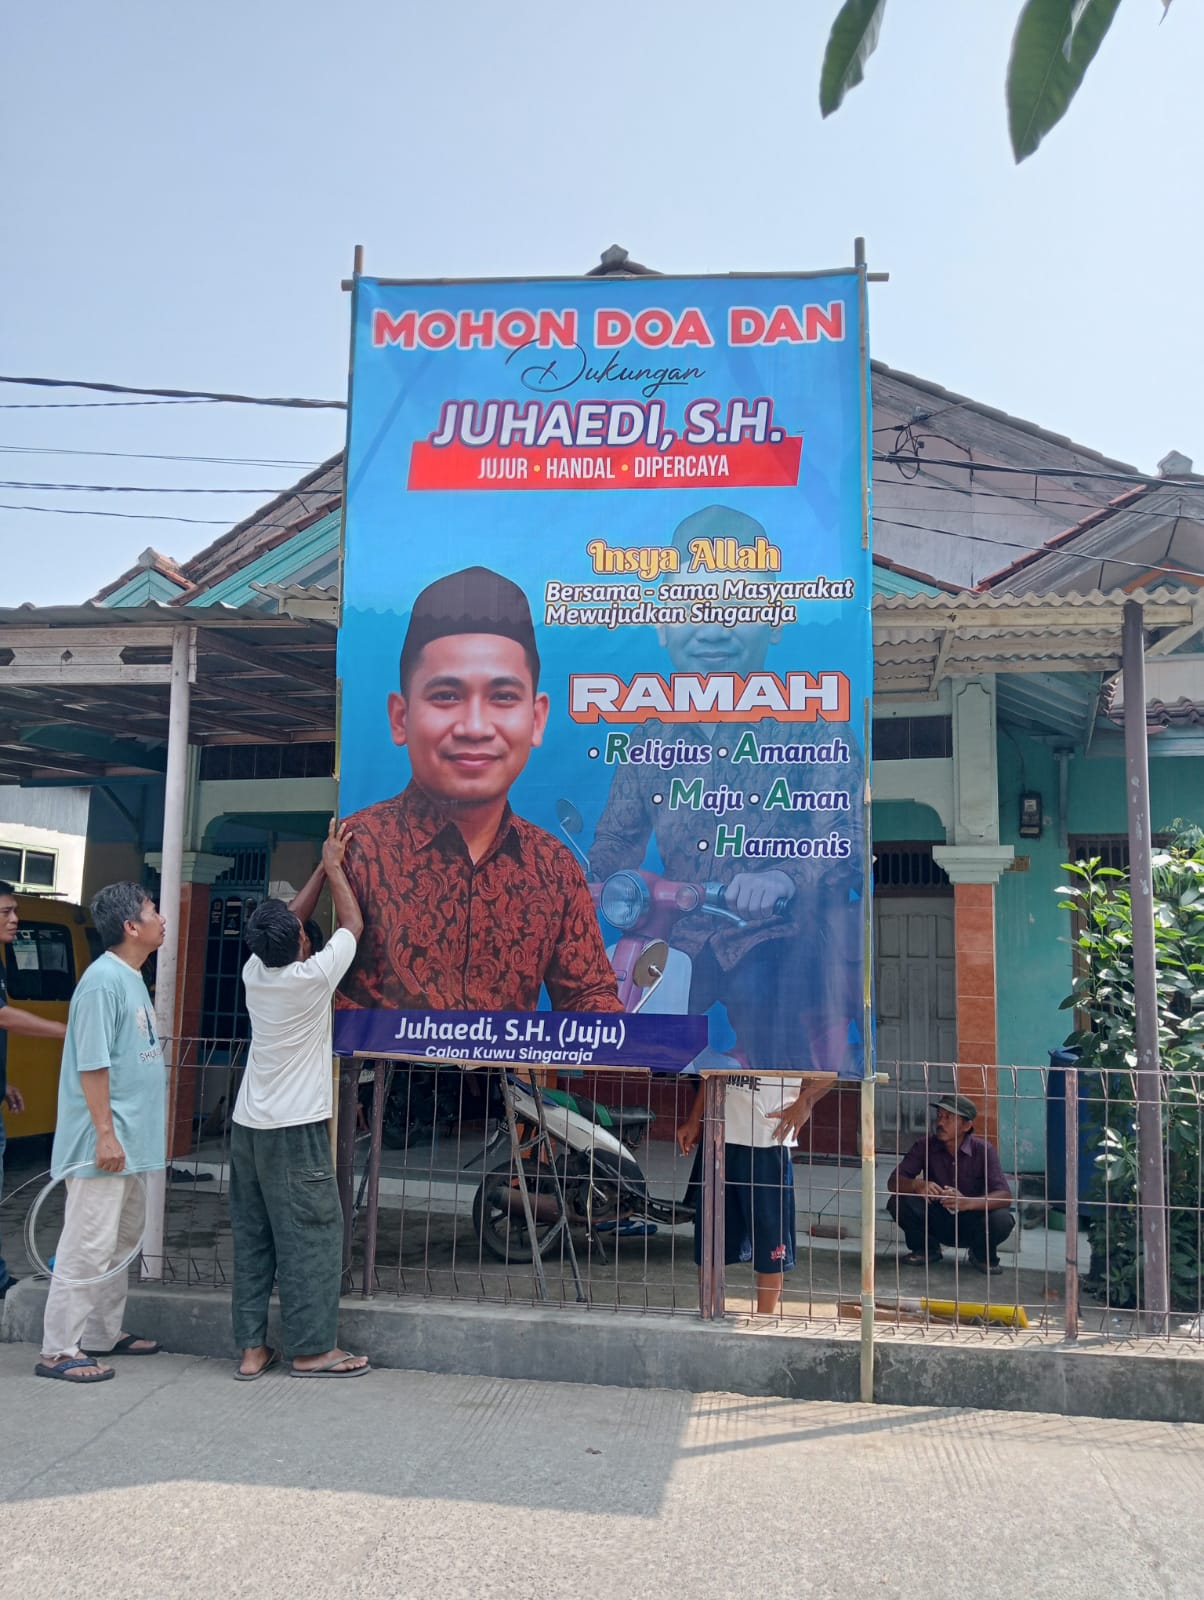 MOHON DOA DAN
Dukungan
JUHAEDI, S.H.
JUJUR • HANDAL • DIPERCAYA
Insya Allah
Bersama - sama Masyarakat
Mewujudkan Singaraja
RAMAH
• Religius • Amanah
• Maju • Aman
• Harmonis
Juhaedi, S.H. (Juju)
Calon Kuwu Singaraja